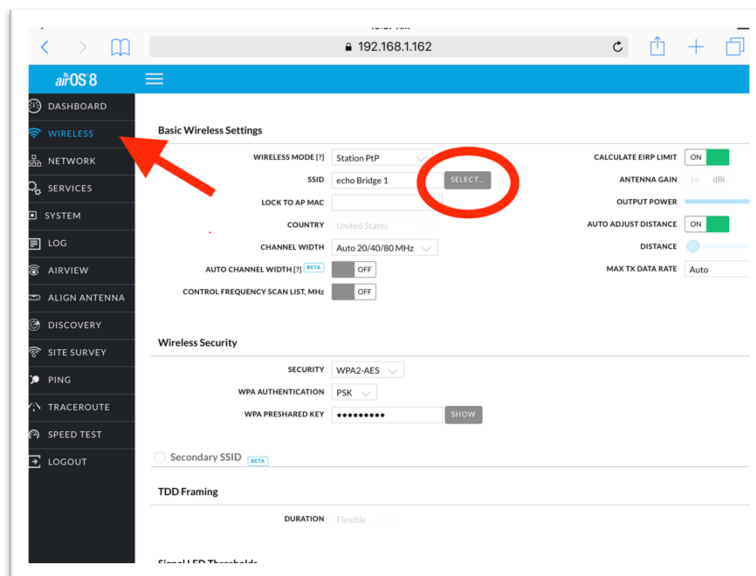 192.168.1.162
airOS 8
DASHBOARD
WIRELESS
NETWORK
SERVICES
SYSTEM
LOG
AIRVIEW
ALIGN ANTENNA
DISCOVERY
SITE SURVEY
PING
TRACEROUTE
SPEED TEST
LOGOUT
Basic Wireless Settings
WIRELESS MODE [?] Station PtP
SSID echo Bridge 1 SELECT...
LOCK TO AP MAC
COUNTRY United States
CHANNEL WIDTH Auto 20/40/80 MHz
AUTO CHANNEL WIDTH [?] BETA OFF
CONTROL FREQUENCY SCAN LIST, MHz OFF
CALCULATE EIRP LIMIT ON
ANTENNA GAIN 16 dBi
OUTPUT POWER
AUTO ADJUST DISTANCE ON
DISTANCE
MAX TX DATA RATE Auto
Wireless Security
SECURITY WPA2-AES
WPA AUTHENTICATION PSK
WPA PRESHARED KEY ••••••••• SHOW
Secondary SSID BETA
TDD Framing
DURATION Flexible
Signal LED Thresholds